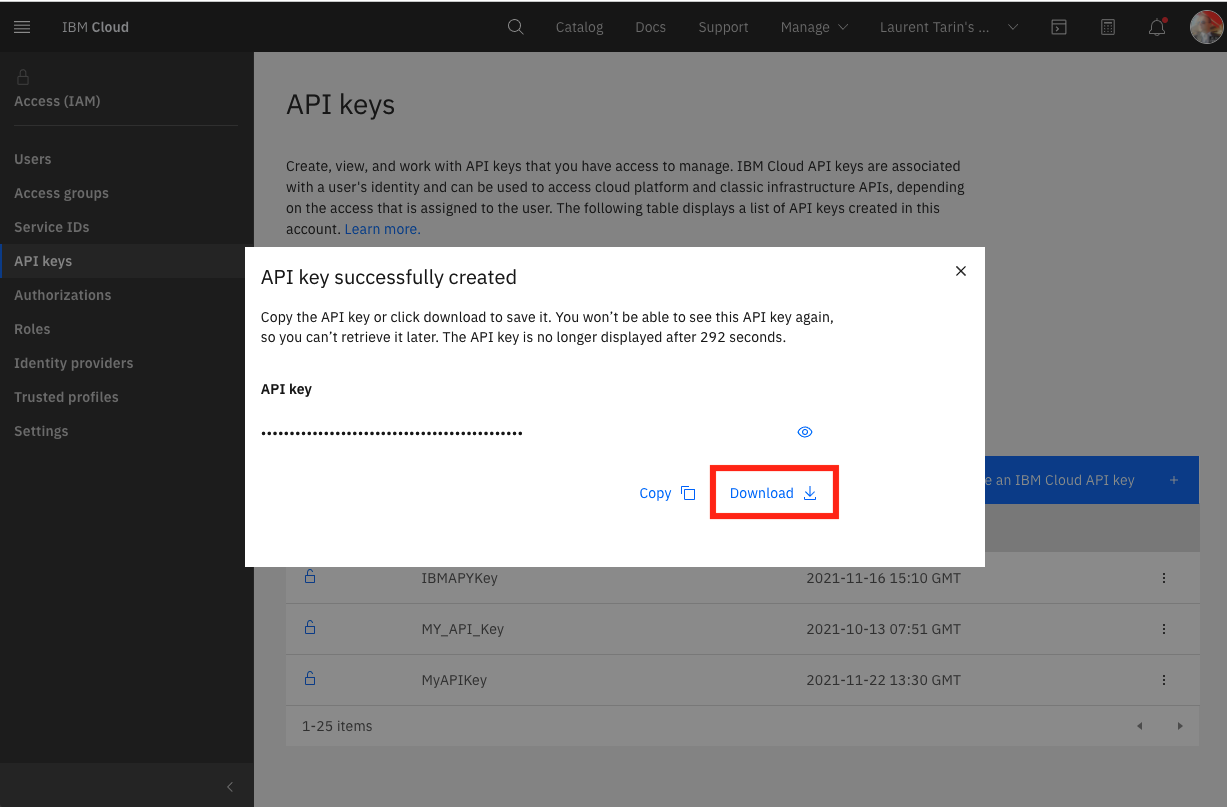 IBM Cloud
Catalog
Docs
Support
Manage
Laurent Tarin's ...
Access (IAM)
Users
Access groups
Service IDs
API keys
Authorizations
Roles
Identity providers
Trusted profiles
Settings
API keys
Create, view, and work with API keys that you have access to manage. IBM Cloud API keys are associated
with a user's identity and can be used to access cloud platform and classic infrastructure APIs, depending
on the access that is assigned to the user. The following table displays a list of API keys created in this
account. Learn more.
API key successfully created
Copy the API key or click download to save it. You won’t be able to see this API key again,
so you can’t retrieve it later. The API key is no longer displayed after 292 seconds.
API key
••••••••••••••••••••••••••••••••••••••••••••
Copy
Download
e an IBM Cloud API key +
IBMAPYKey 2021-11-16 15:10 GMT
MY_API_Key 2021-10-13 07:51 GMT
MyAPIKey 2021-11-22 13:30 GMT
1-25 items